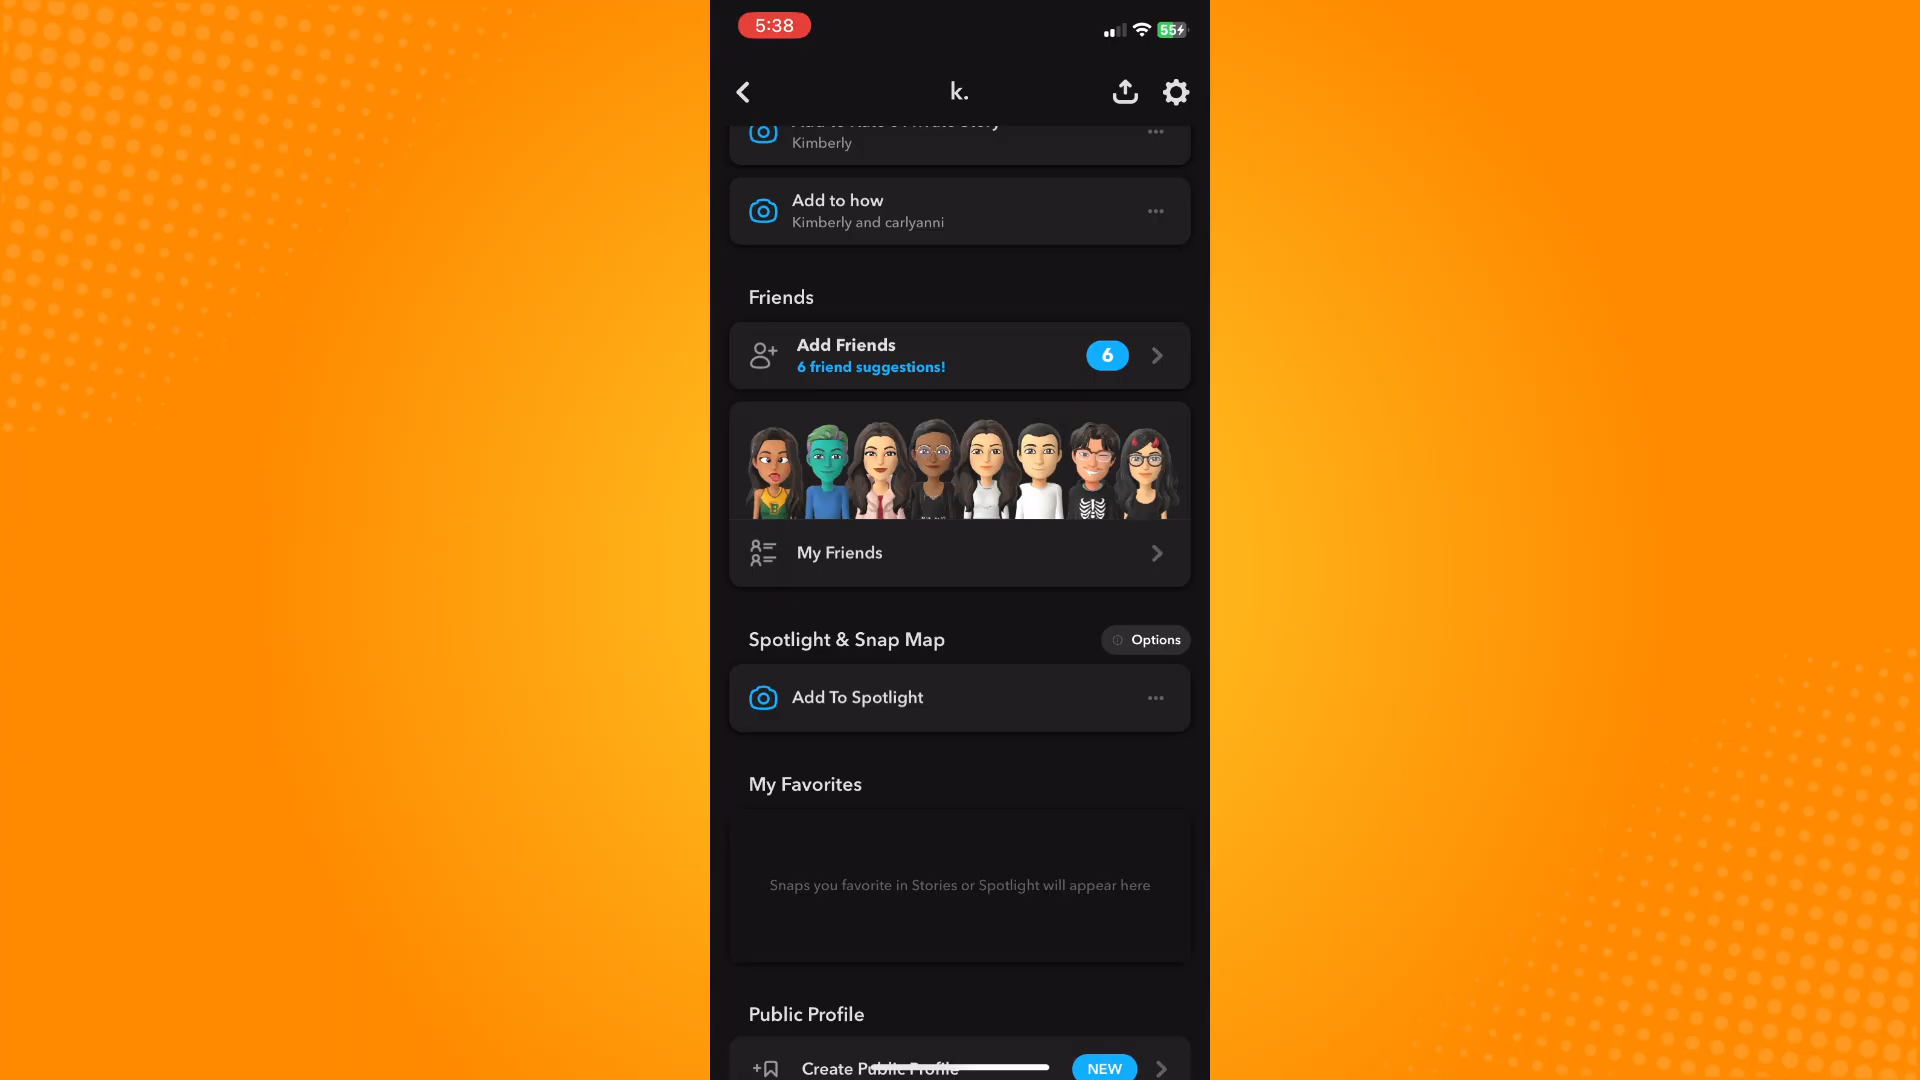 5:38
55
k.
Kimberly
Add to how
Kimberly and carlyanni
Friends
Add Friends
6 friend suggestions!
6
My Friends
Spotlight & Snap Map
Options
Add To Spotlight
My Favorites
Snaps you favorite in Stories or Spotlight will appear here
Public Profile
Create Public Profile
NEW